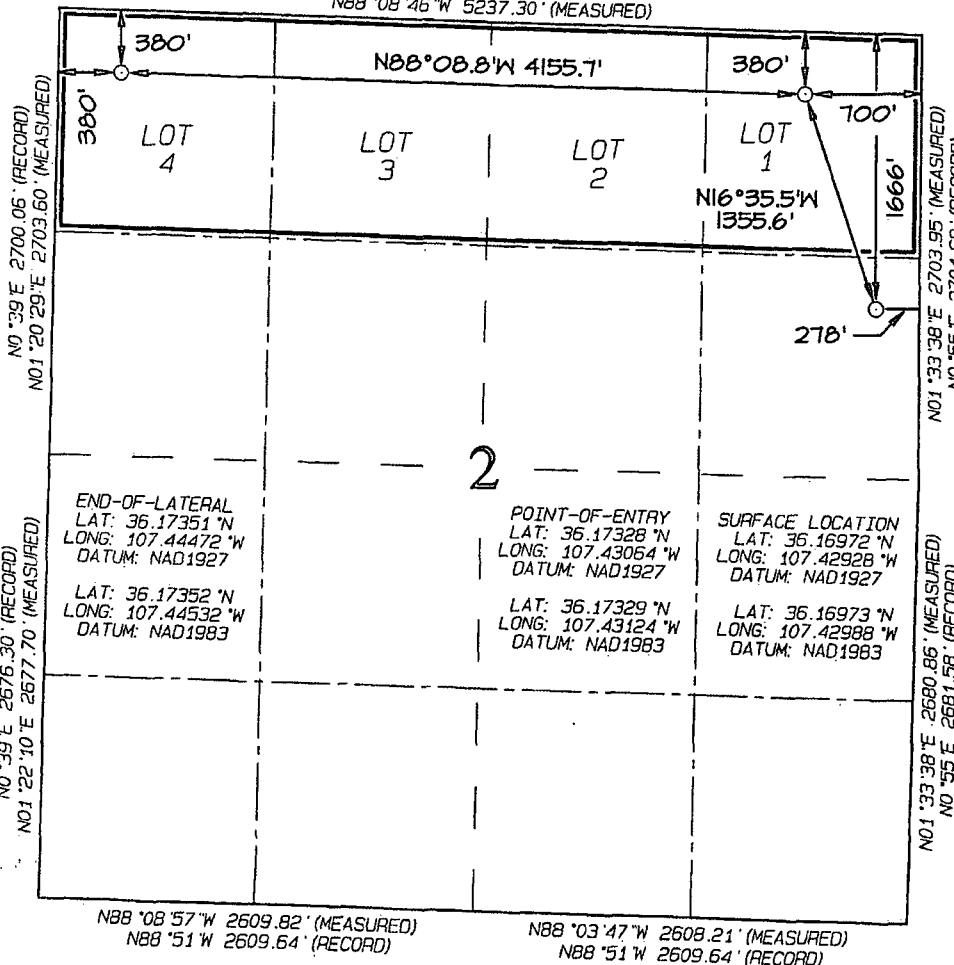 N88°08'46"W 5237.30' (MEASURED)
380'
N88°08.8'W 4155.7'
380'
380'
700'
LOT
4
LOT
3
LOT
2
LOT
1
N16°35.5'W
1355.6'
1666'
278'
N0°39'E 2700.06' (RECORD)
N01°20'29"E 2703.60' (MEASURED)
N01°33'38"E 2703.95' (MEASURED)
2
END-OF-LATERAL
LAT: 36.17351°N
LONG: 107.44472°W
DATUM: NAD1927
LAT: 36.17352°N
LONG: 107.44532°W
DATUM: NAD1983
POINT-OF-ENTRY
LAT: 36.17328°N
LONG: 107.43064°W
DATUM: NAD1927
LAT: 36.17329°N
LONG: 107.43124°W
DATUM: NAD1983
SURFACE LOCATION
LAT: 36.16972°N
LONG: 107.42928°W
DATUM: NAD1927
LAT: 36.16973°N
LONG: 107.42988°W
DATUM: NAD1983
N0°39'E 2676.30' (RECORD)
N01°22'10"E 2677.70' (MEASURED)
N01°33'38"E 2680.86' (MEASURED)
N0°55'E 2681.58' (RECORD)
N88°08'57"W 2609.82' (MEASURED)
N88°51'W 2609.64' (RECORD)
N88°03'47"W 2608.21' (MEASURED)
N88°51'W 2609.64' (RECORD)